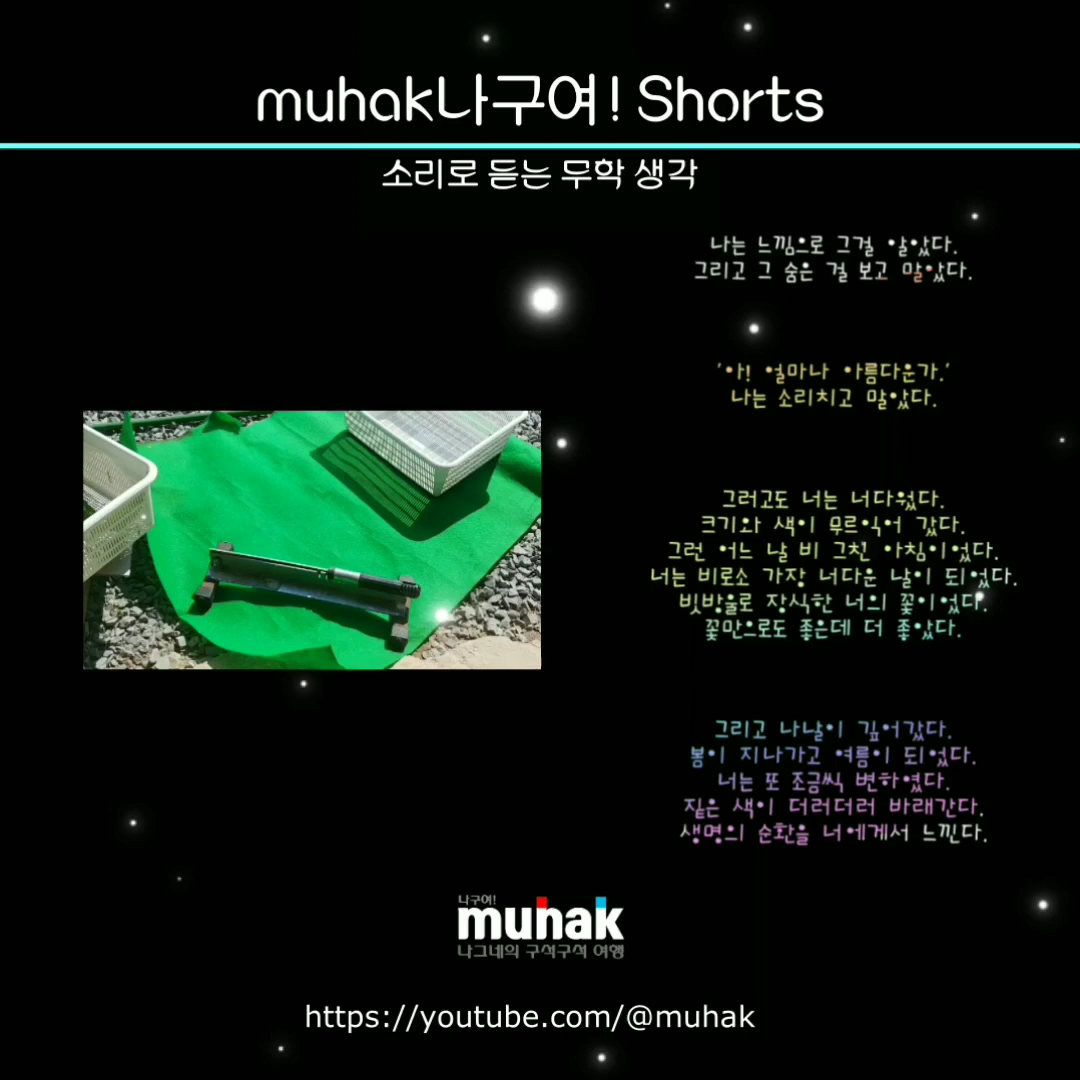 muhak나구여! Shorts
소리로 듣는 무학 생각
나는 느낌으로 그걸 알았다.
그리고 그 숨은 걸 보고 말았다.
'아! 얼마나 아름다운가.'
나는 소리치고 말았다.
그러고도 너는 너다웠다.
크기와 색이 무르익어 갔다.
그런 어느 날 비 그친 아침이었다.
너는 비로소 가장 너다운 날이 되었다.
빗방울로 장식한 너의 꽃이었다.
꽃만으로도 좋은데 더 좋았다.
그리고 나날이 깊어갔다.
봄이 지나가고 여름이 되었다.
너는 또 조금씩 변하였다.
짙은 색이 더러더러 바래간다.
생명의 순환을 너에게서 느낀다.
나구여!
muhak
나그네의 구석구석 여행
https://youtube.com/@muhak